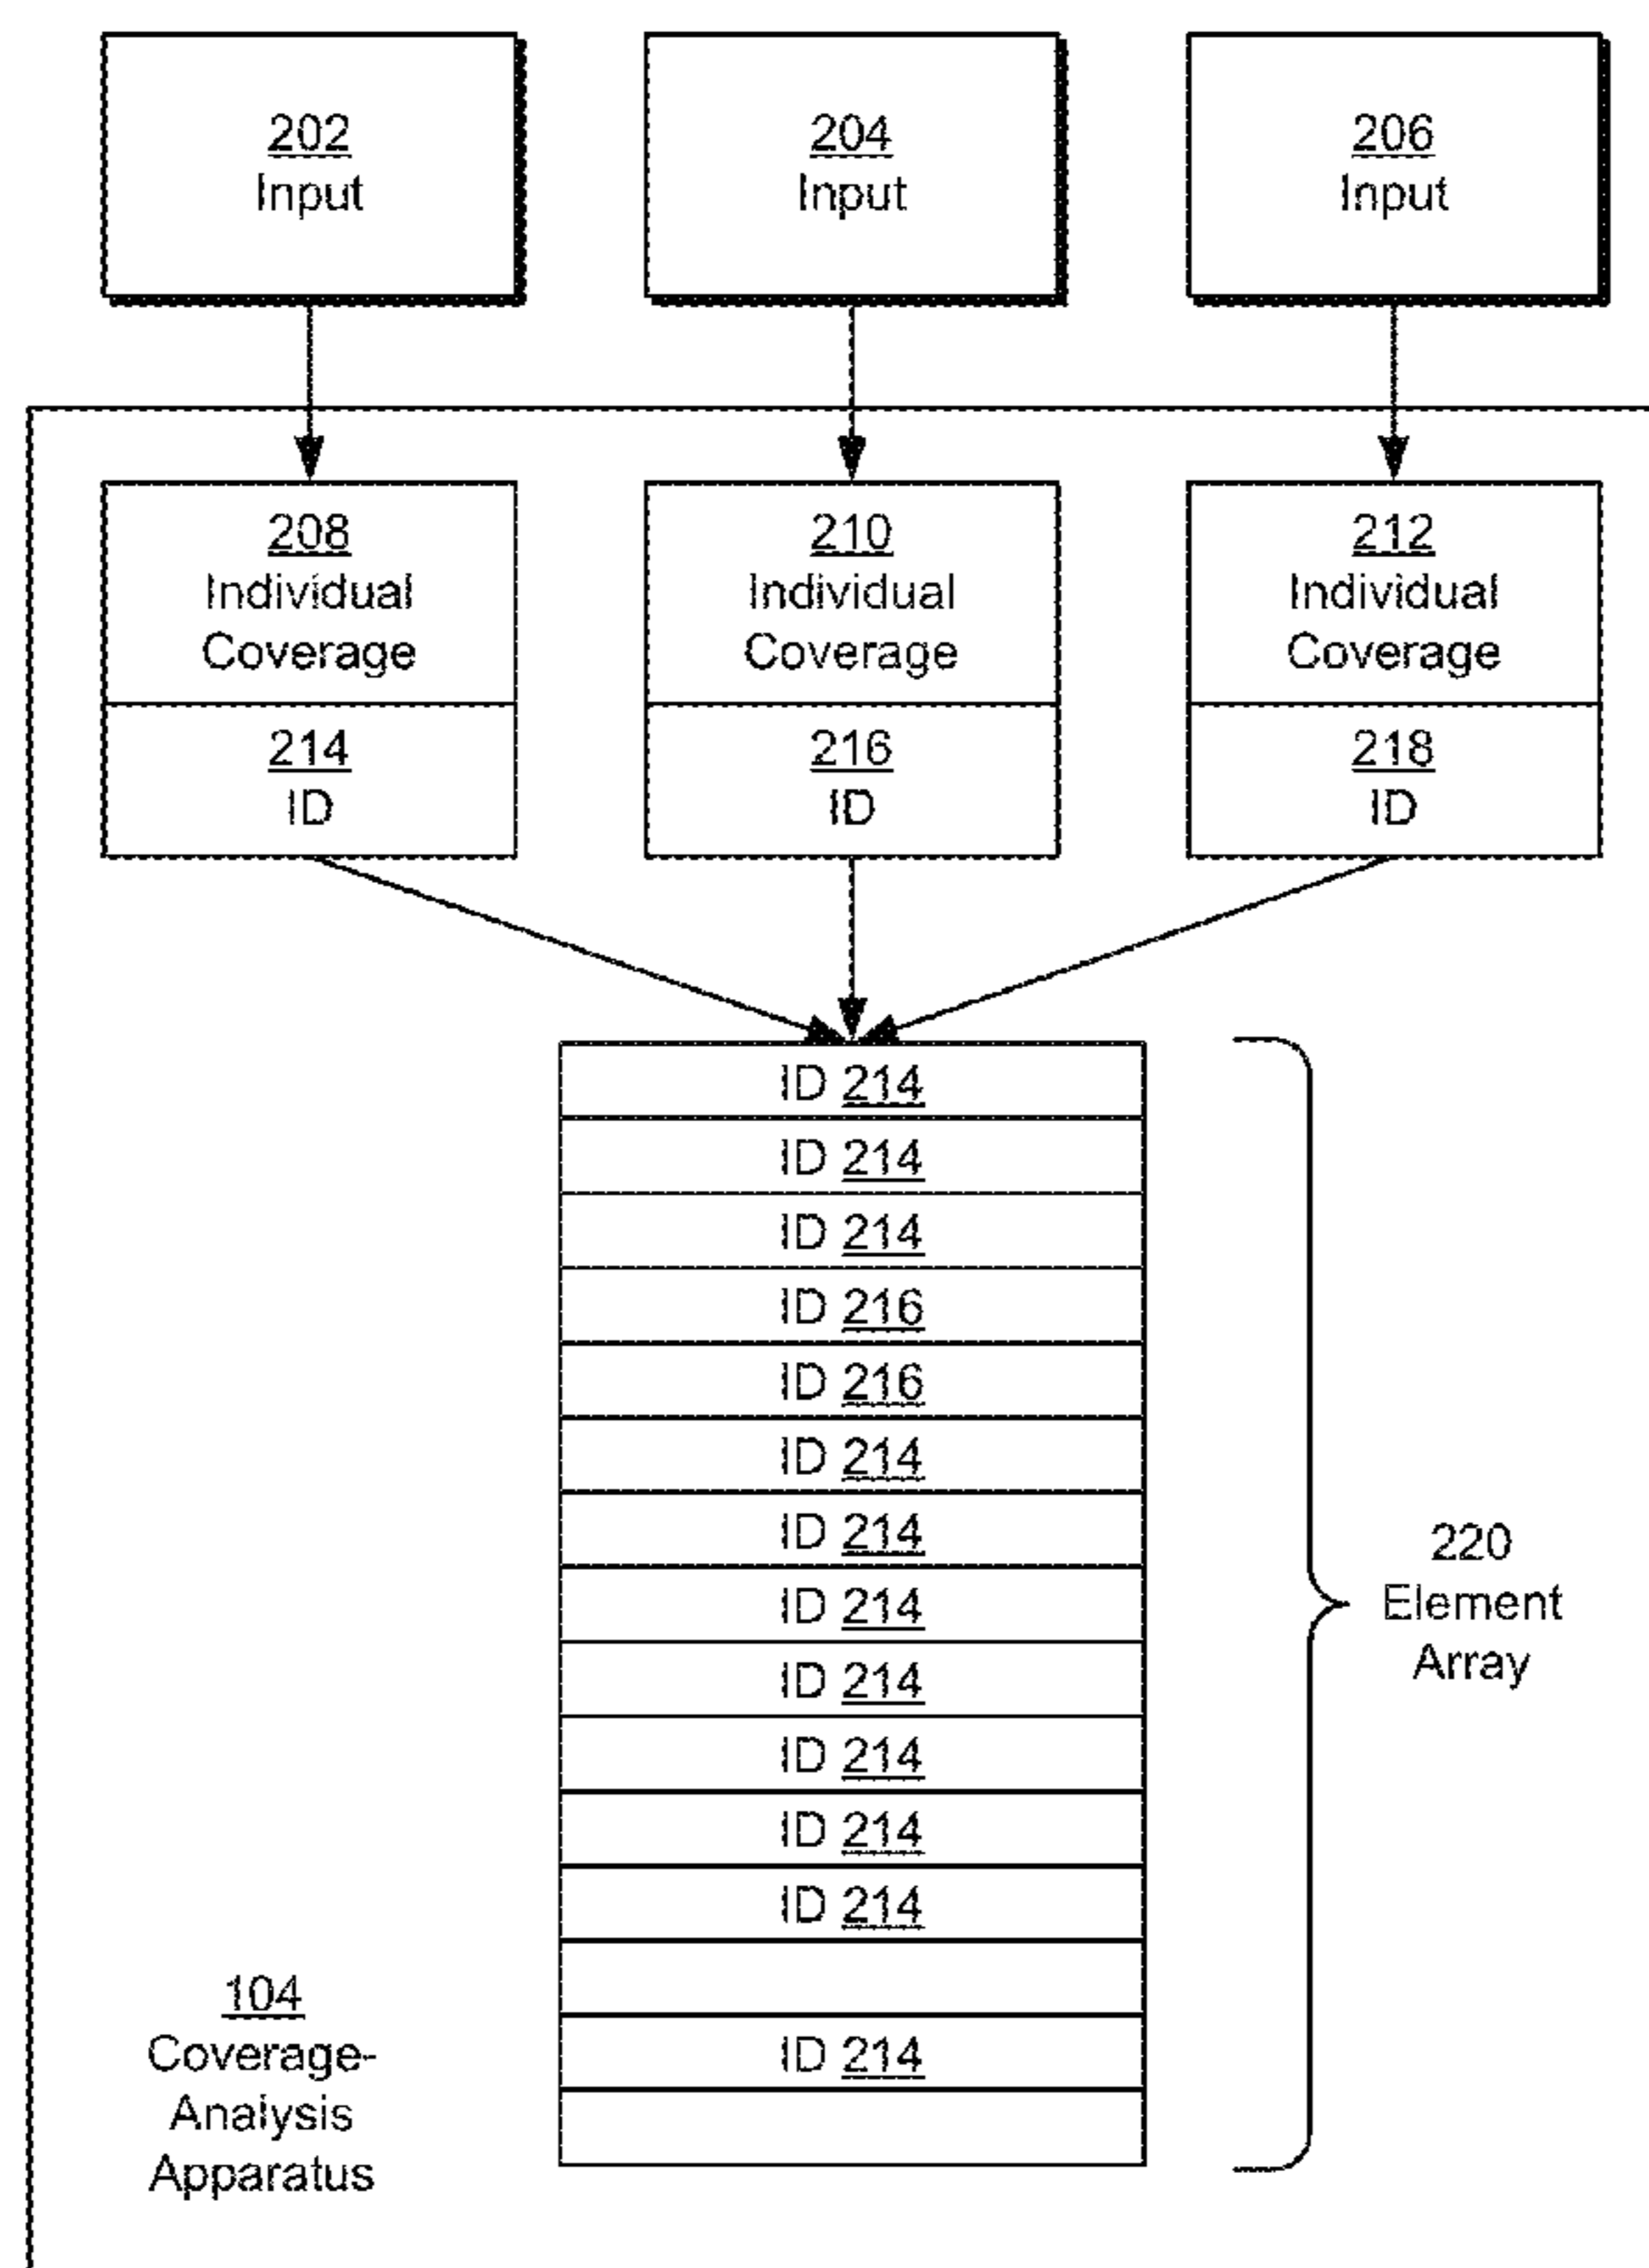 202
Input
204
Input
206
Input
208
Individual
Coverage
214
ID
210
Individual
Coverage
216
ID
212
Individual
Coverage
218
ID
ID 214
ID 214
ID 214
ID 216
ID 216
ID 214
ID 214
ID 214
ID 214
ID 214
ID 214
ID 214
ID 214
220
Element
Array
104
Coverage-
Analysis
Apparatus